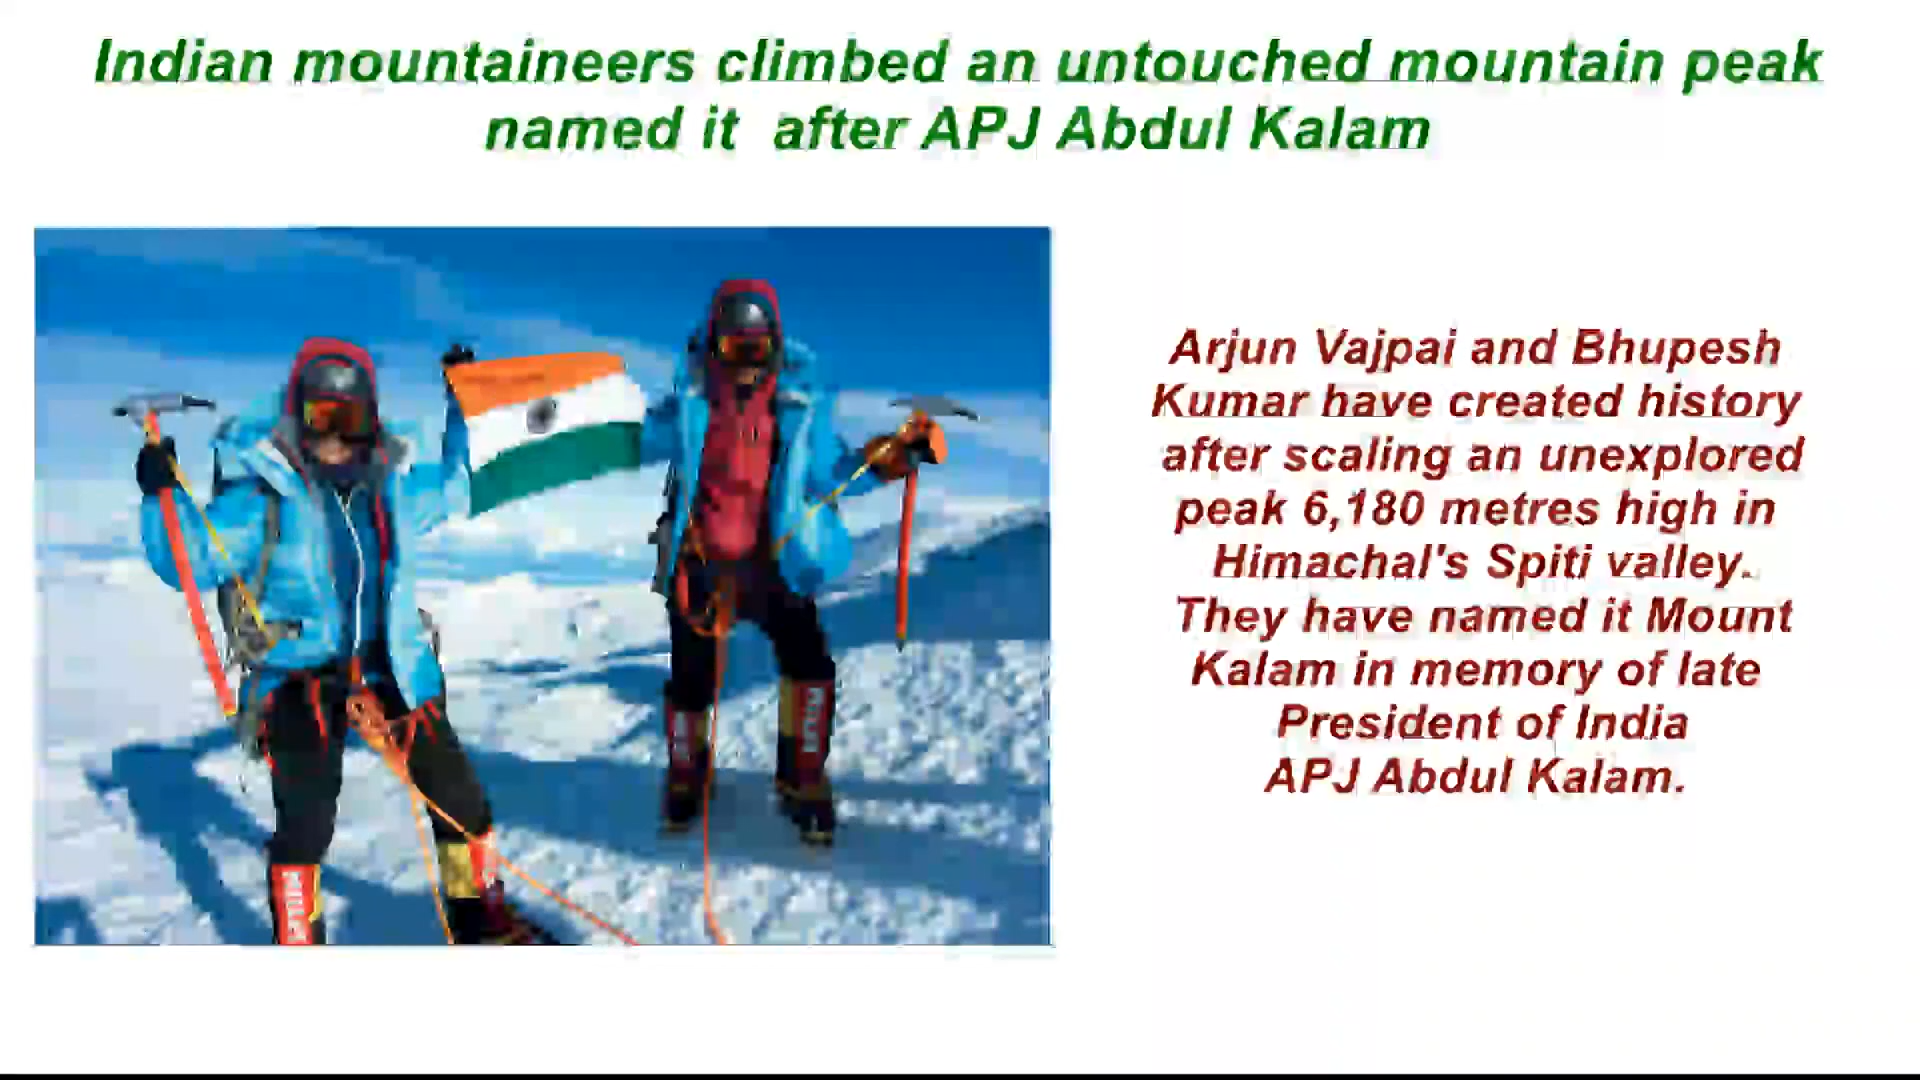 Indian mountaineers climbed an untouched mountain peak
named it after APJ Abdul Kalam
Arjun Vajpai and Bhupesh
Kumar have created history
after scaling an unexplored
peak 6,180 metres high in
Himachal's Spiti valley.
They have named it Mount
Kalam in memory of late
President of India
APJ Abdul Kalam.